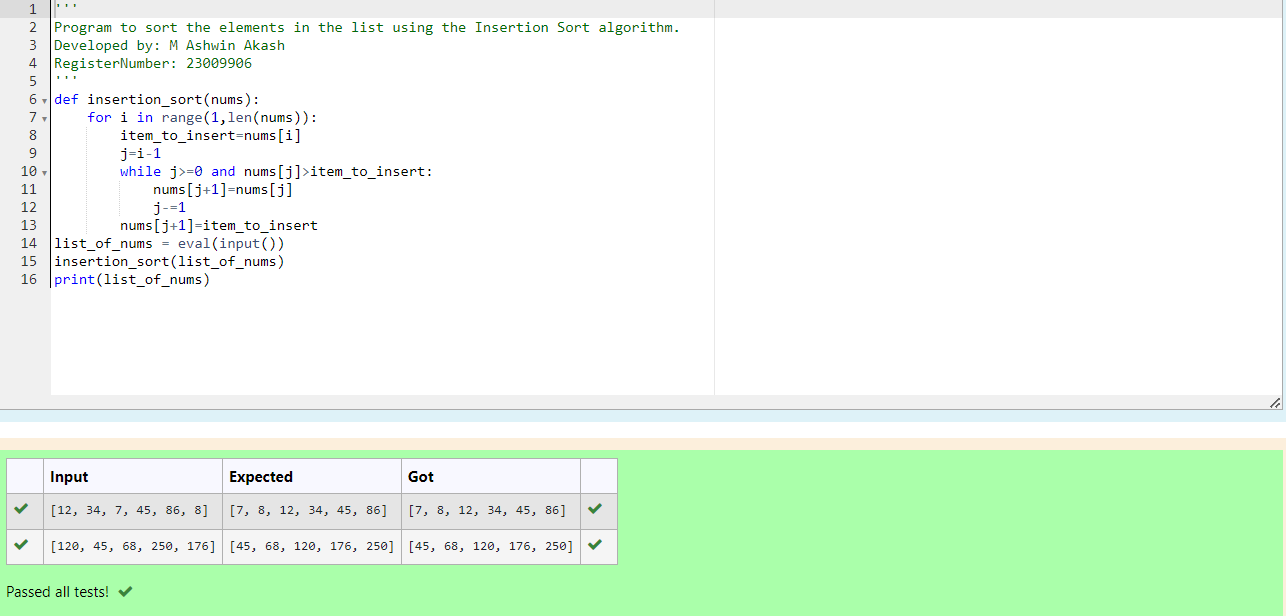 1 '''
2 Program to sort the elements in the list using the Insertion Sort algorithm.
3 Developed by: M Ashwin Akash
4 RegisterNumber: 23009906
5 '''
6 def insertion_sort(nums):
7     for i in range(1,len(nums)):
8         item_to_insert=nums[i]
9         j=i-1
10         while j>=0 and nums[j]>item_to_insert:
11             nums[j+1]=nums[j]
12             j-=1
13         nums[j+1]=item_to_insert
14 list_of_nums = eval(input())
15 insertion_sort(list_of_nums)
16 print(list_of_nums)
Input Expected Got
[12, 34, 7, 45, 86, 8] [7, 8, 12, 34, 45, 86] [7, 8, 12, 34, 45, 86]
[120, 45, 68, 250, 176] [45, 68, 120, 176, 250] [45, 68, 120, 176, 250]
Passed all tests!